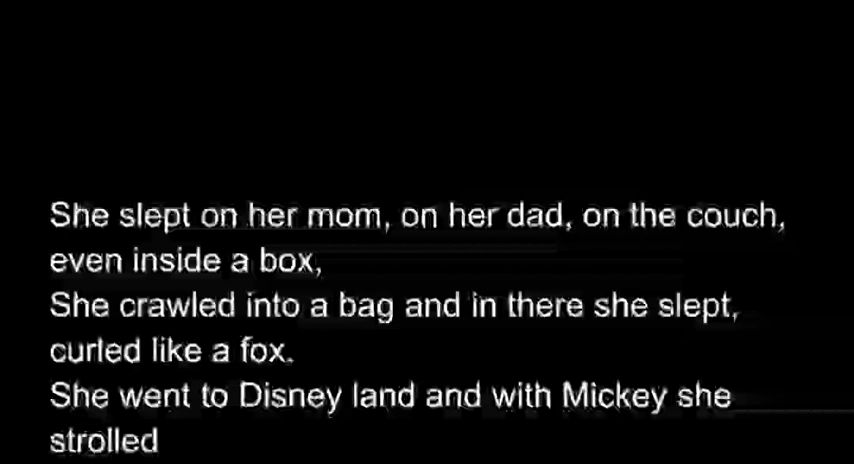 She slept on her mom, on her dad, on the couch,
even inside a box,
She crawled into a bag and in there she slept,
curled like a fox.
She went to Disney land and with Mickey she
strolled